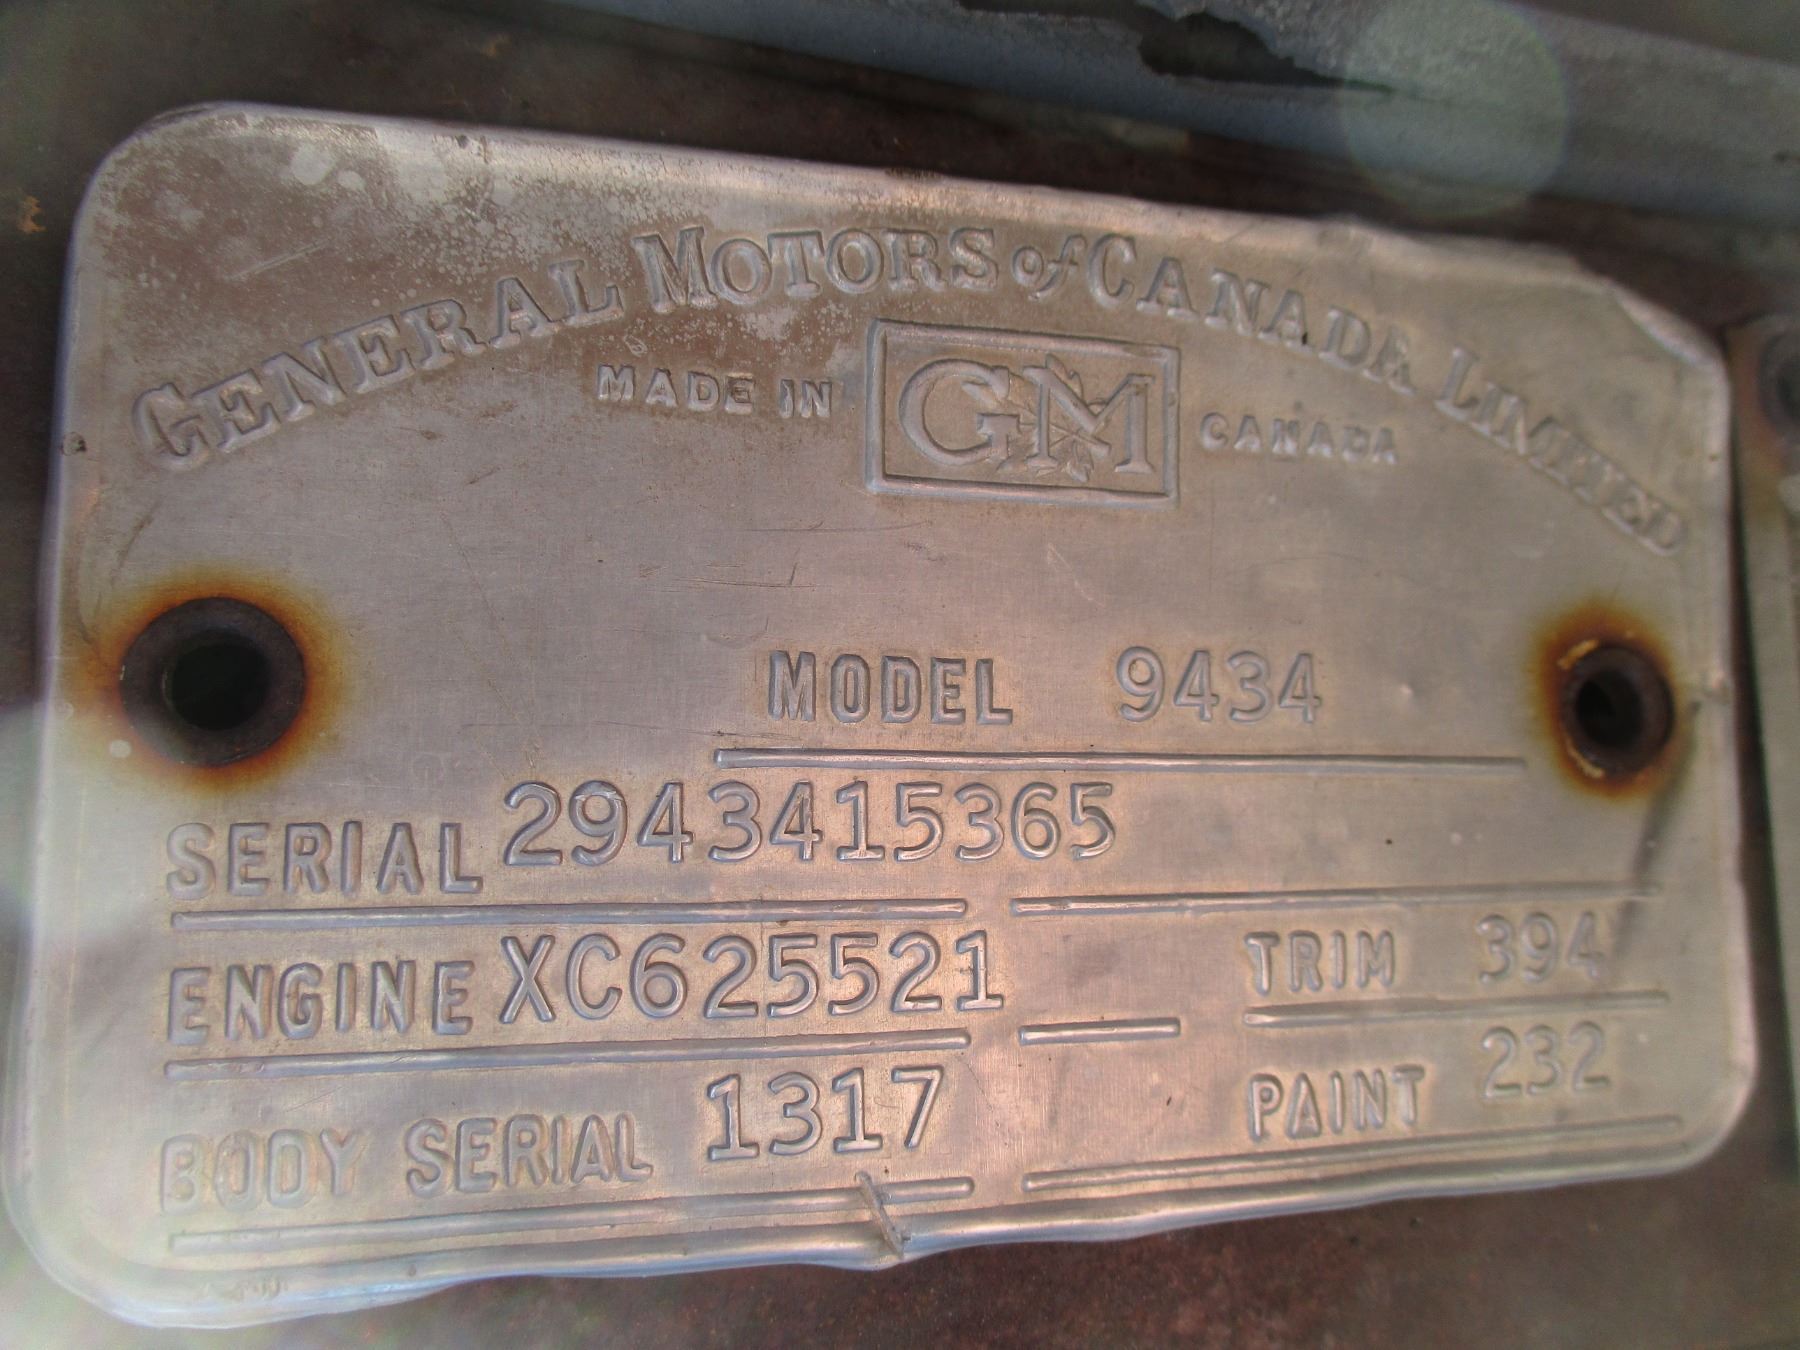 GENERAL MOTORS of CANADA LIMITED
MADE IN GM CANADA
MODEL 9434
SERIAL 2943415365
ENGINE XC625521 TRIM 394
BODY SERIAL 1317 PAINT 232